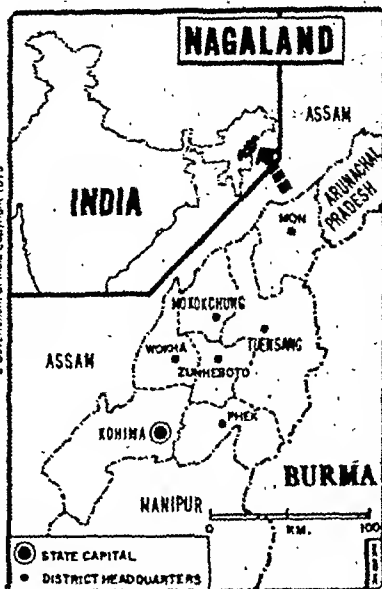 NAGALAND
ASSAM
INDIA
ARUNACHAL
PRADESH
MON
MOKOKCHUNG
TUENSANG
ASSAM
WOKHA
ZUNHEBOTO
PHEK
KOHIMA
BURMA
MANIPUR
0 KM. 100
STATE CAPITAL
DISTRICT HEADQUARTERS